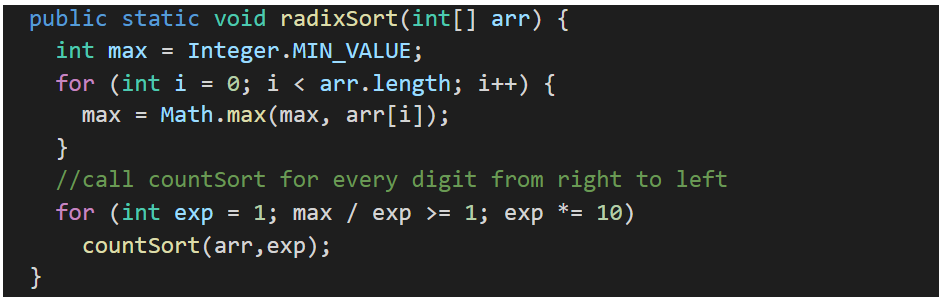 public static void radixSort(int[] arr) {
int max = Integer.MIN_VALUE;
for (int i = 0; i < arr.length; i++) {
max = Math.max(max, arr[i]);
}
//call countSort for every digit from right to left
for (int exp = 1; max / exp >= 1; exp *= 10)
countSort(arr,exp);
}